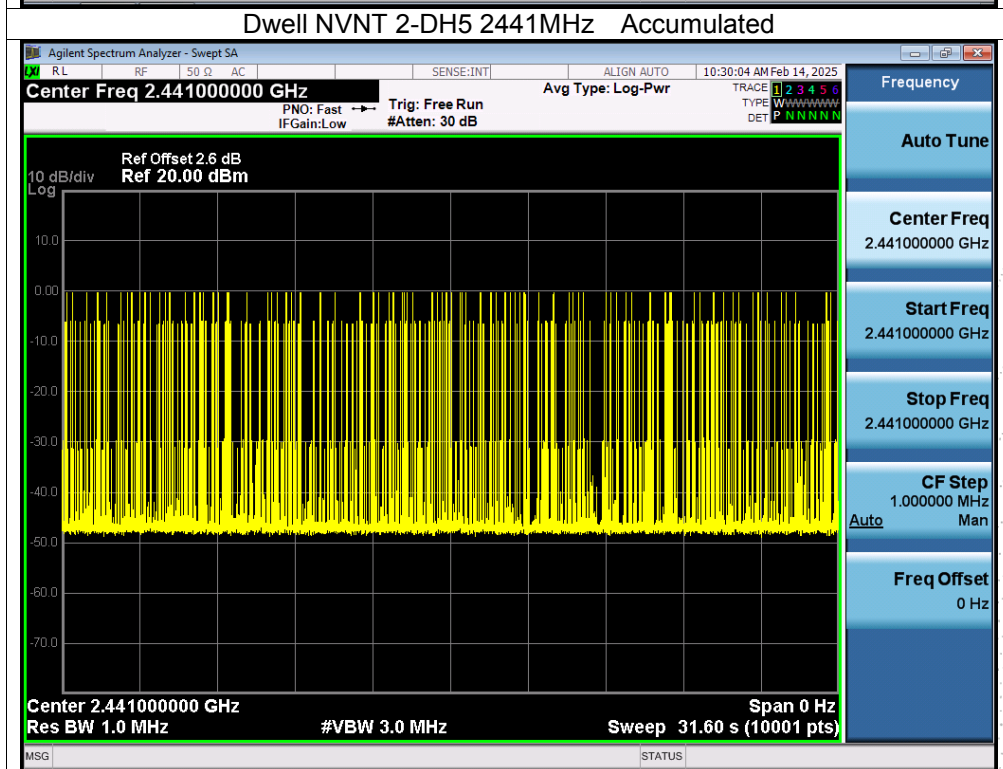 Dwell NVNT 2-DH5 2441MHz Accumulated
Agilent Spectrum Analyzer - Swept SA
LXI RL RF 50 Ω AC SENSE:INT ALIGN AUTO 10:30:04 AM Feb 14, 2025
Center Freq 2.441000000 GHz
PNO: Fast
IFGain:Low
Trig: Free Run
#Atten: 30 dB
Avg Type: Log-Pwr
TRACE 1 2 3 4 5 6
TYPE WWWWWWW
DET P N N N N N
Frequency
Auto Tune
Center Freq
2.441000000 GHz
Start Freq
2.441000000 GHz
Stop Freq
2.441000000 GHz
CF Step
1.000000 MHz
Auto Man
Freq Offset
0 Hz
Ref Offset 2.6 dB
10 dB/div Ref 20.00 dBm
Log
10.0
0.00
-10.0
-20.0
-30.0
-40.0
-50.0
-60.0
-70.0
Center 2.441000000 GHz Span 0 Hz
Res BW 1.0 MHz #VBW 3.0 MHz Sweep 31.60 s (10001 pts)
MSG STATUS